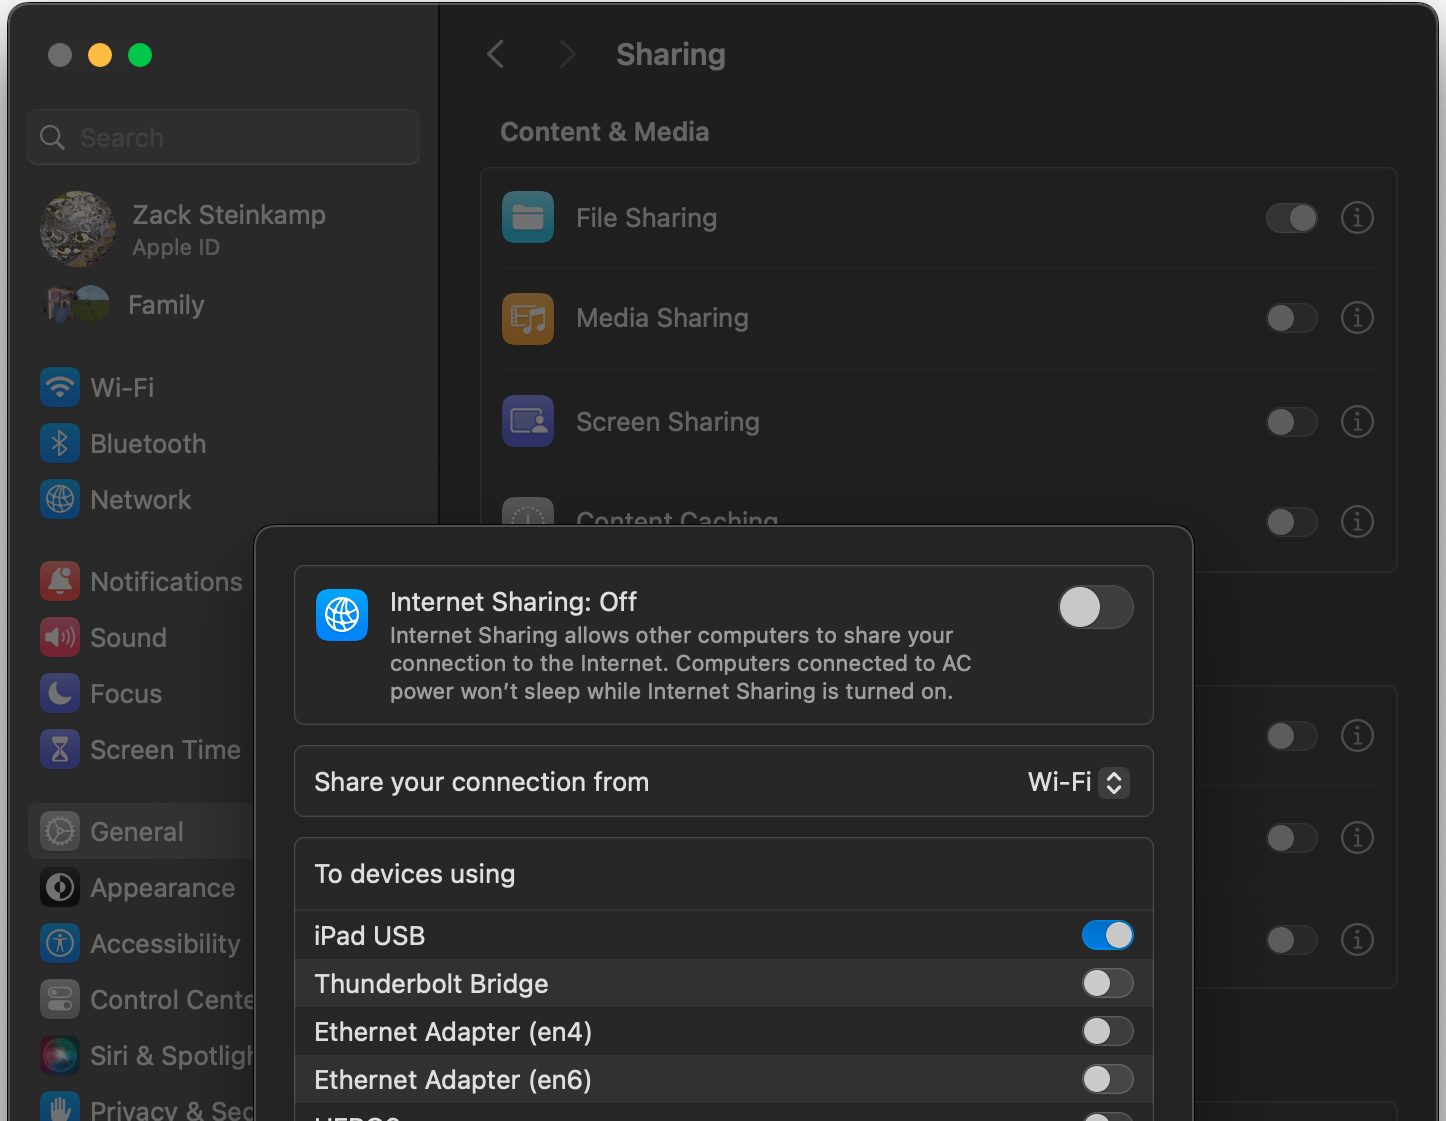 Sharing
Search
Zack Steinkamp
Apple ID
Family
Wi-Fi
Bluetooth
Network
Notifications
Sound
Focus
Screen Time
General
Appearance
Accessibility
Control Cente
Siri & Spotligh
Privacy & Sec
Content & Media
File Sharing
Media Sharing
Screen Sharing
Content Caching
Internet Sharing: Off
Internet Sharing allows other computers to share your
connection to the Internet. Computers connected to AC
power won't sleep while Internet Sharing is turned on.
Share your connection from
Wi-Fi
To devices using
iPad USB
Thunderbolt Bridge
Ethernet Adapter (en4)
Ethernet Adapter (en6)